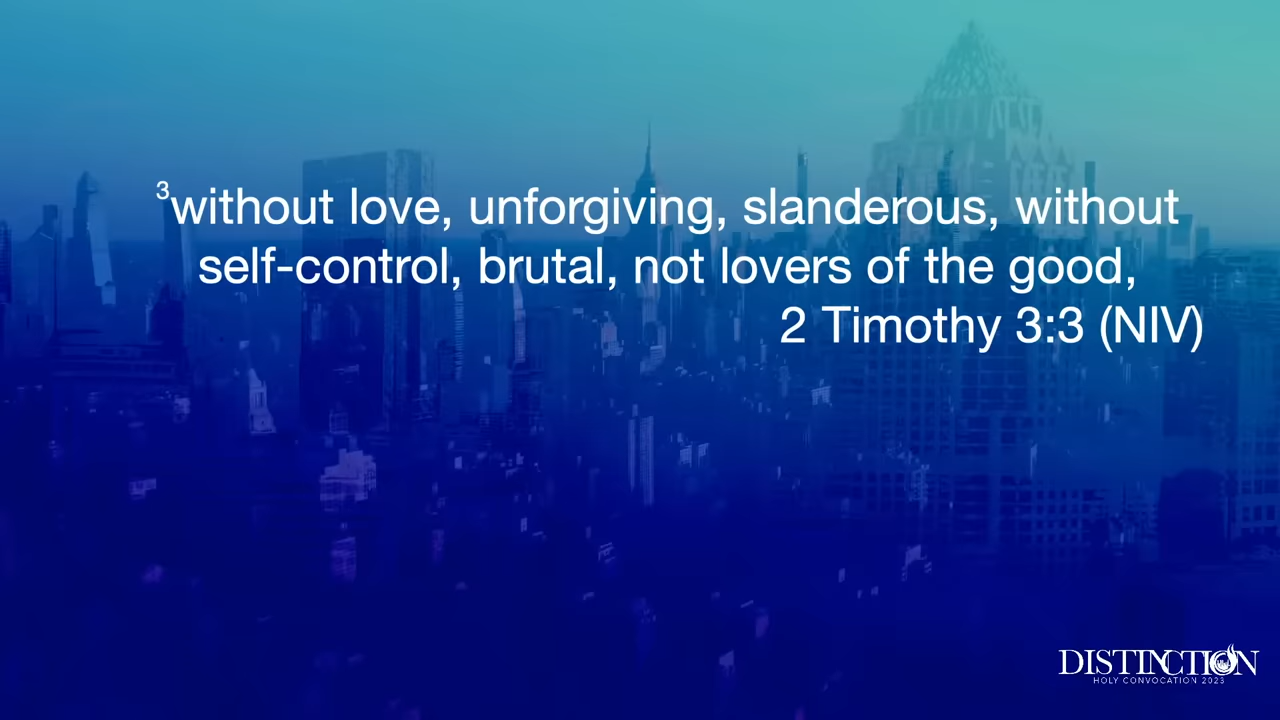 3without love, unforgiving, slanderous, without
self-control, brutal, not lovers of the good,
2 Timothy 3:3 (NIV)
DISTINCTION
HOLY CONVOCATION 2023